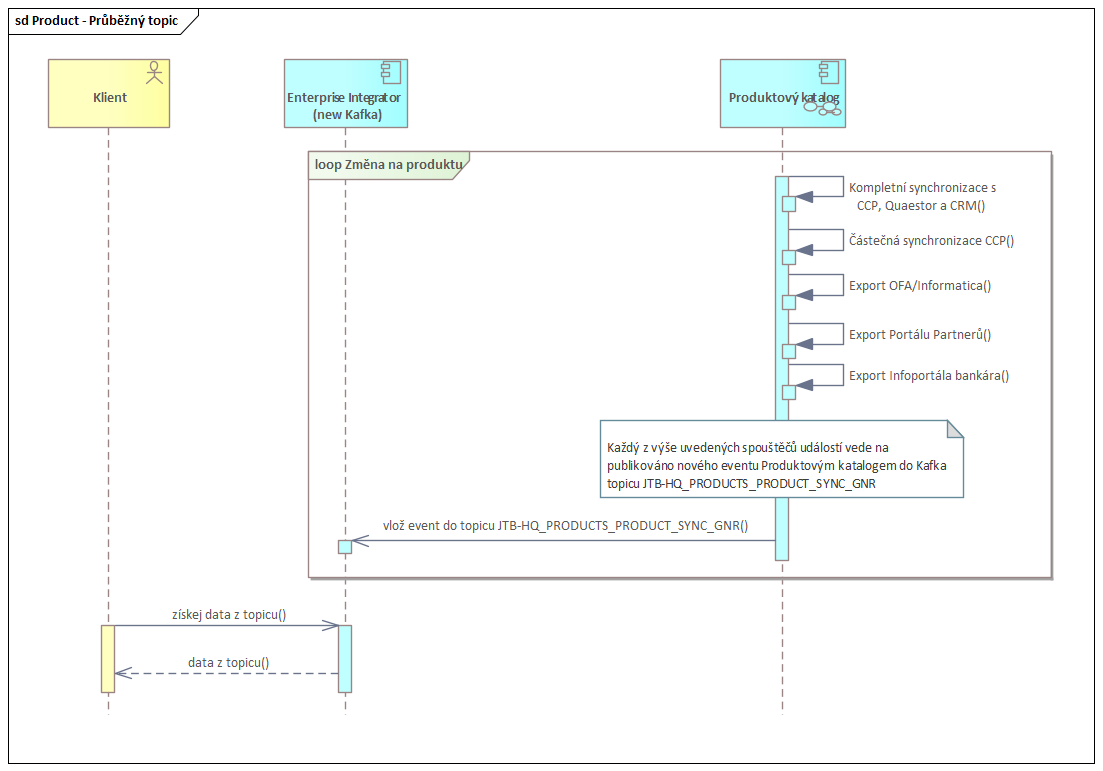 sd Product - Průběžný topic
Klient
Enterprise Integrator
(new Kafka)
Produktový katalog
loop Změna na produktu
Kompletní synchronizace s
CCP, Quaestor a CRM()
Částečná synchronizace CCP()
Export OFA/Informatica()
Export Portálu Partnerů()
Export Infoportála bankára()
Každý z výše uvedených spouštěčů událostí vede na
publikováno nového eventu Produktovým katalogem do Kafka
topicu JTB-HQ_PRODUCTS_PRODUCT_SYNC_GNR
vlož event do topicu JTB-HQ_PRODUCTS_PRODUCT_SYNC_GNR()
získej data z topicu()
data z topicu()